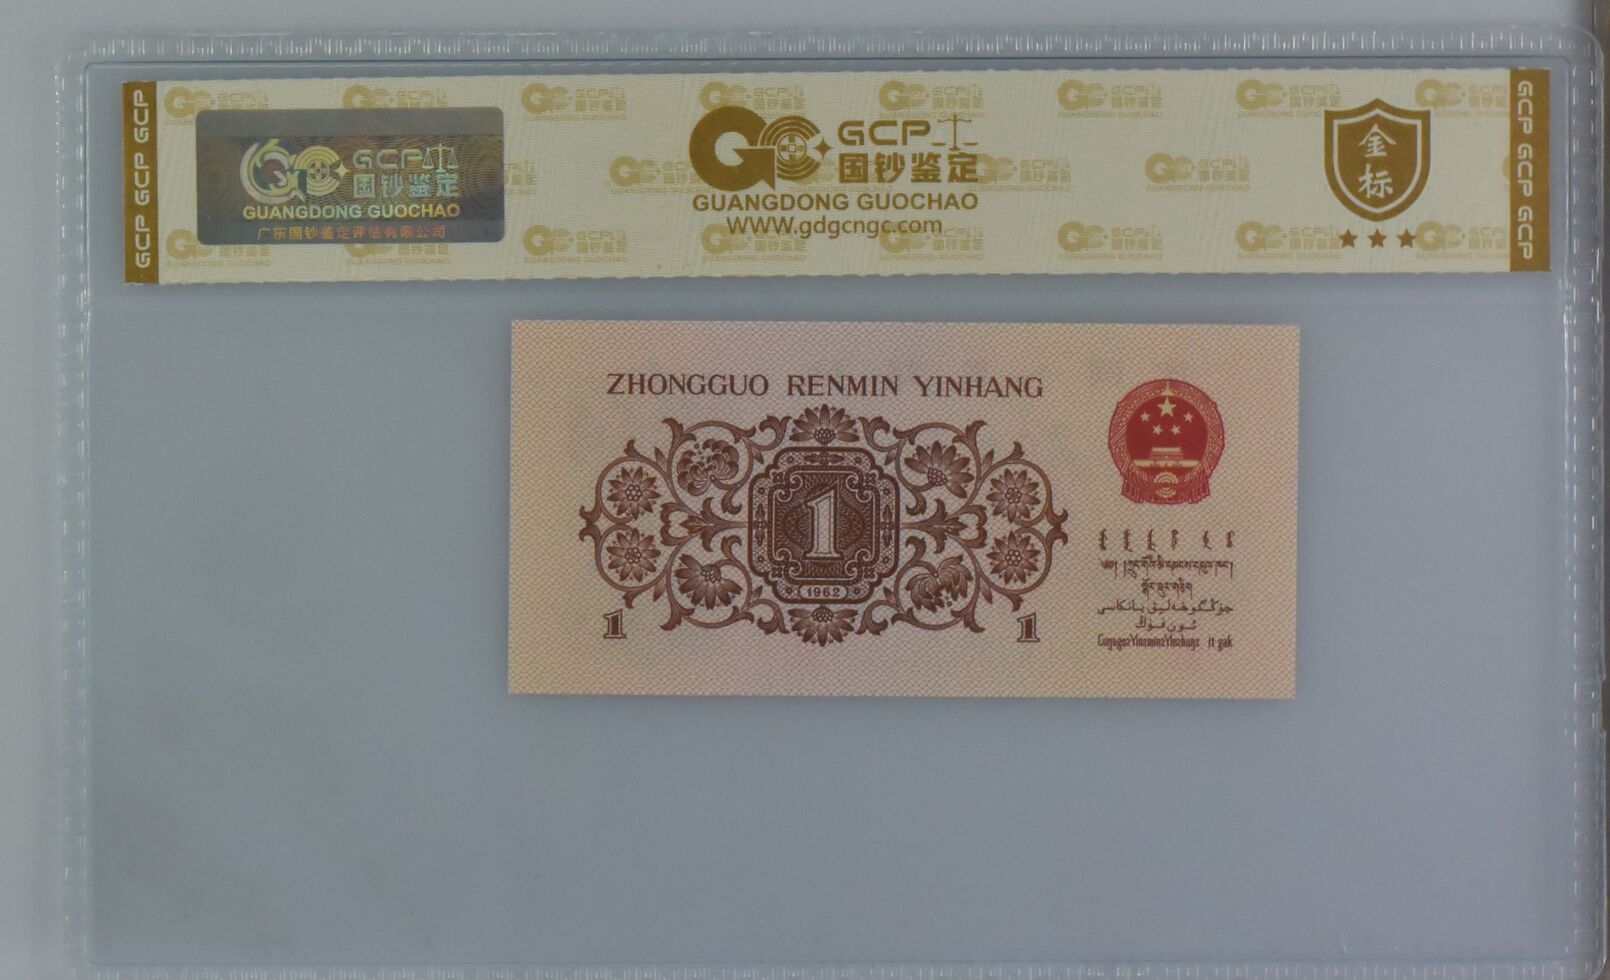 GCP GCP GCP
GCP
国钞鉴定
GUANGDONG GUOCHAO
广东国钞鉴定评估有限公司
GCP
国钞鉴定
GUANGDONG GUOCHAO
WWW.gdgcngc.com
金
标
GCP GCP GCP
ZHONGGUO RENMIN YINHANG
1
1962
1
1